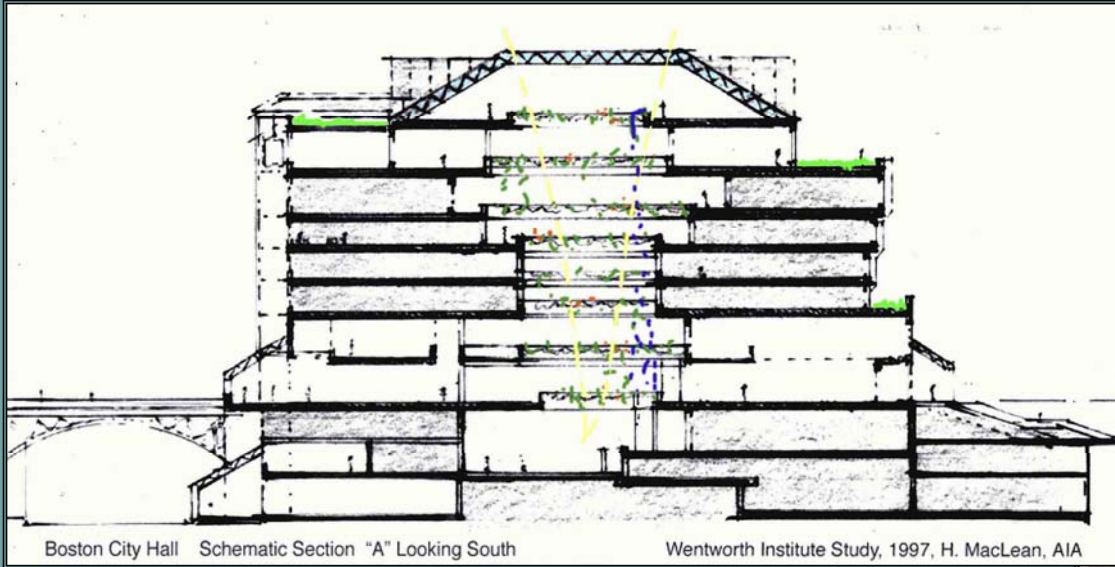 Boston City Hall Schematic Section “A” Looking South Wentworth Institute Study, 1997, H. MacLean, AIA